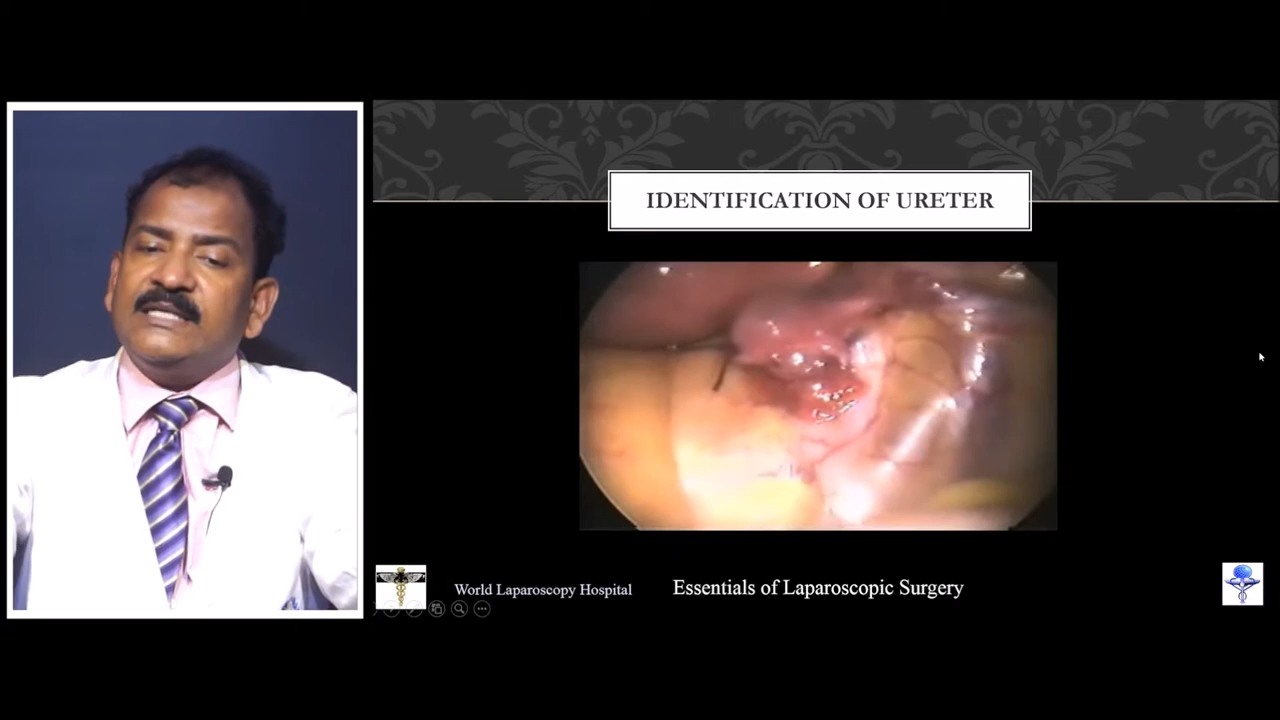 IDENTIFICATION OF URETER
World Laparoscopy Hospital
Essentials of Laparoscopic Surgery